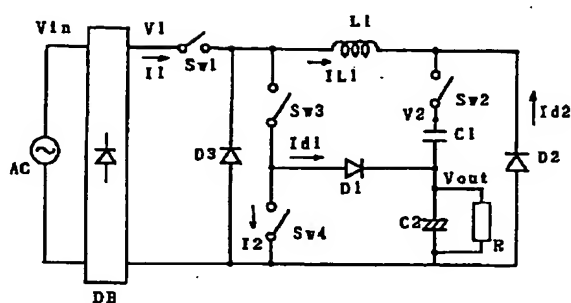 Vin
V1
L1
I1
Sw1
IL1
Sw3
V2
Sw2
C1
Id2
AC
D3
Id1
D1
Vout
D2
I2
Sw4
C2
R
DB